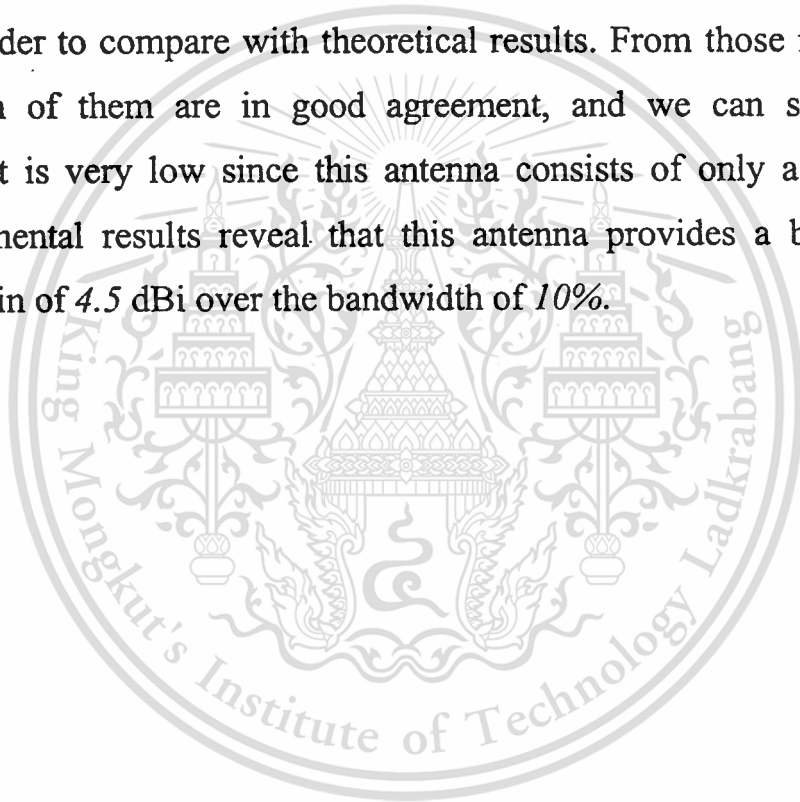 der to compare with theoretical results. From those
of them are in good agreement, and we can s
t is very low since this antenna consists of only a
mental results reveal that this antenna provides a b
in of 4.5 dBi over the bandwidth of 10%.
King Mongkut's Institute of Technology Ladkrabang